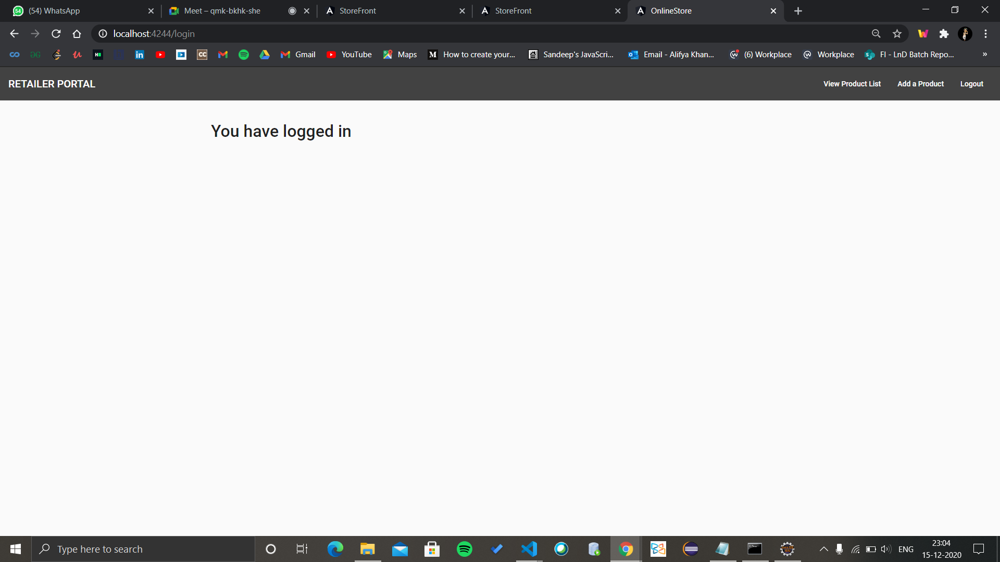 (54) WhatsApp
Meet – qmk-bkhk-she
StoreFront
StoreFront
OnlineStore
localhost:4244/login
Gmail
YouTube
Maps
How to create your...
Sandeep's JavaScri...
Email - Alifya Khan...
(6) Workplace
Workplace
FI - LnD Batch Repo...
»
RETAILER PORTAL
View Product List
Add a Product
Logout
You have logged in
Type here to search
ENG
23:04
15-12-2020